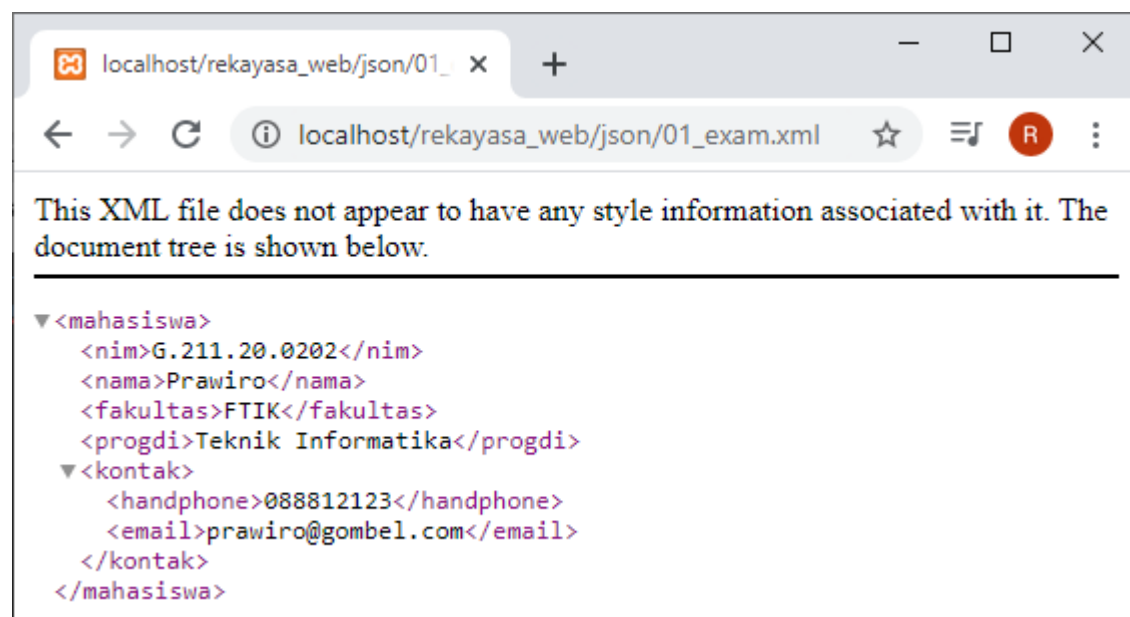 localhost/rekayasa_web/json/01_
localhost/rekayasa_web/json/01_exam.xml
R
This XML file does not appear to have any style information associated with it. The
document tree is shown below.
▼<mahasiswa>
<nim>G.211.20.0202</nim>
<nama>Prawiro</nama>
<fakultas>FTIK</fakultas>
<progdi>Teknik Informatika</progdi>
▼<kontak>
<handphone>088812123</handphone>
<email>prawiro@gombel.com</email>
</kontak>
</mahasiswa>